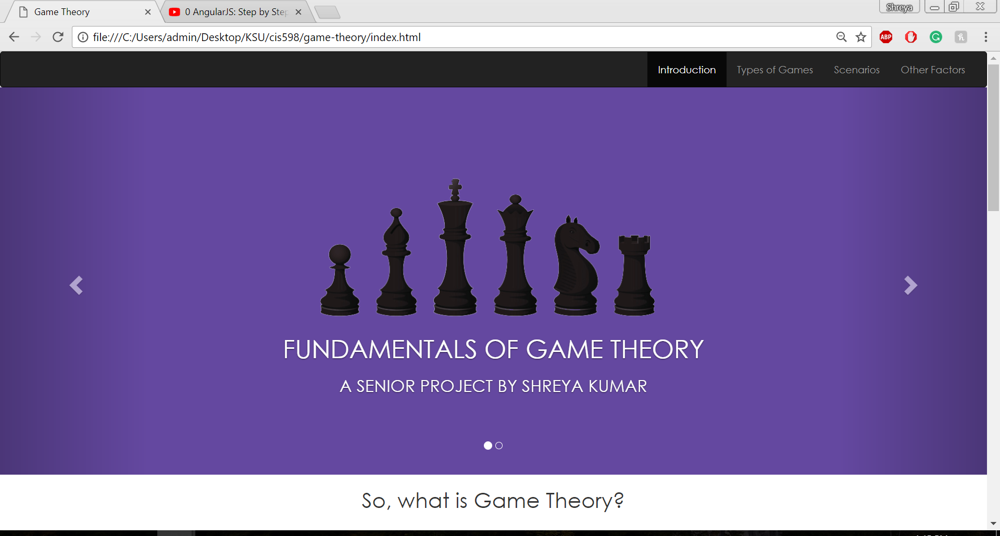 Game Theory
0 AngularJS: Step by Step
Shreya
file:///C:/Users/admin/Desktop/KSU/cis598/game-theory/index.html
ABP
Introduction
Types of Games
Scenarios
Other Factors
FUNDAMENTALS OF GAME THEORY
A SENIOR PROJECT BY SHREYA KUMAR
So, what is Game Theory?